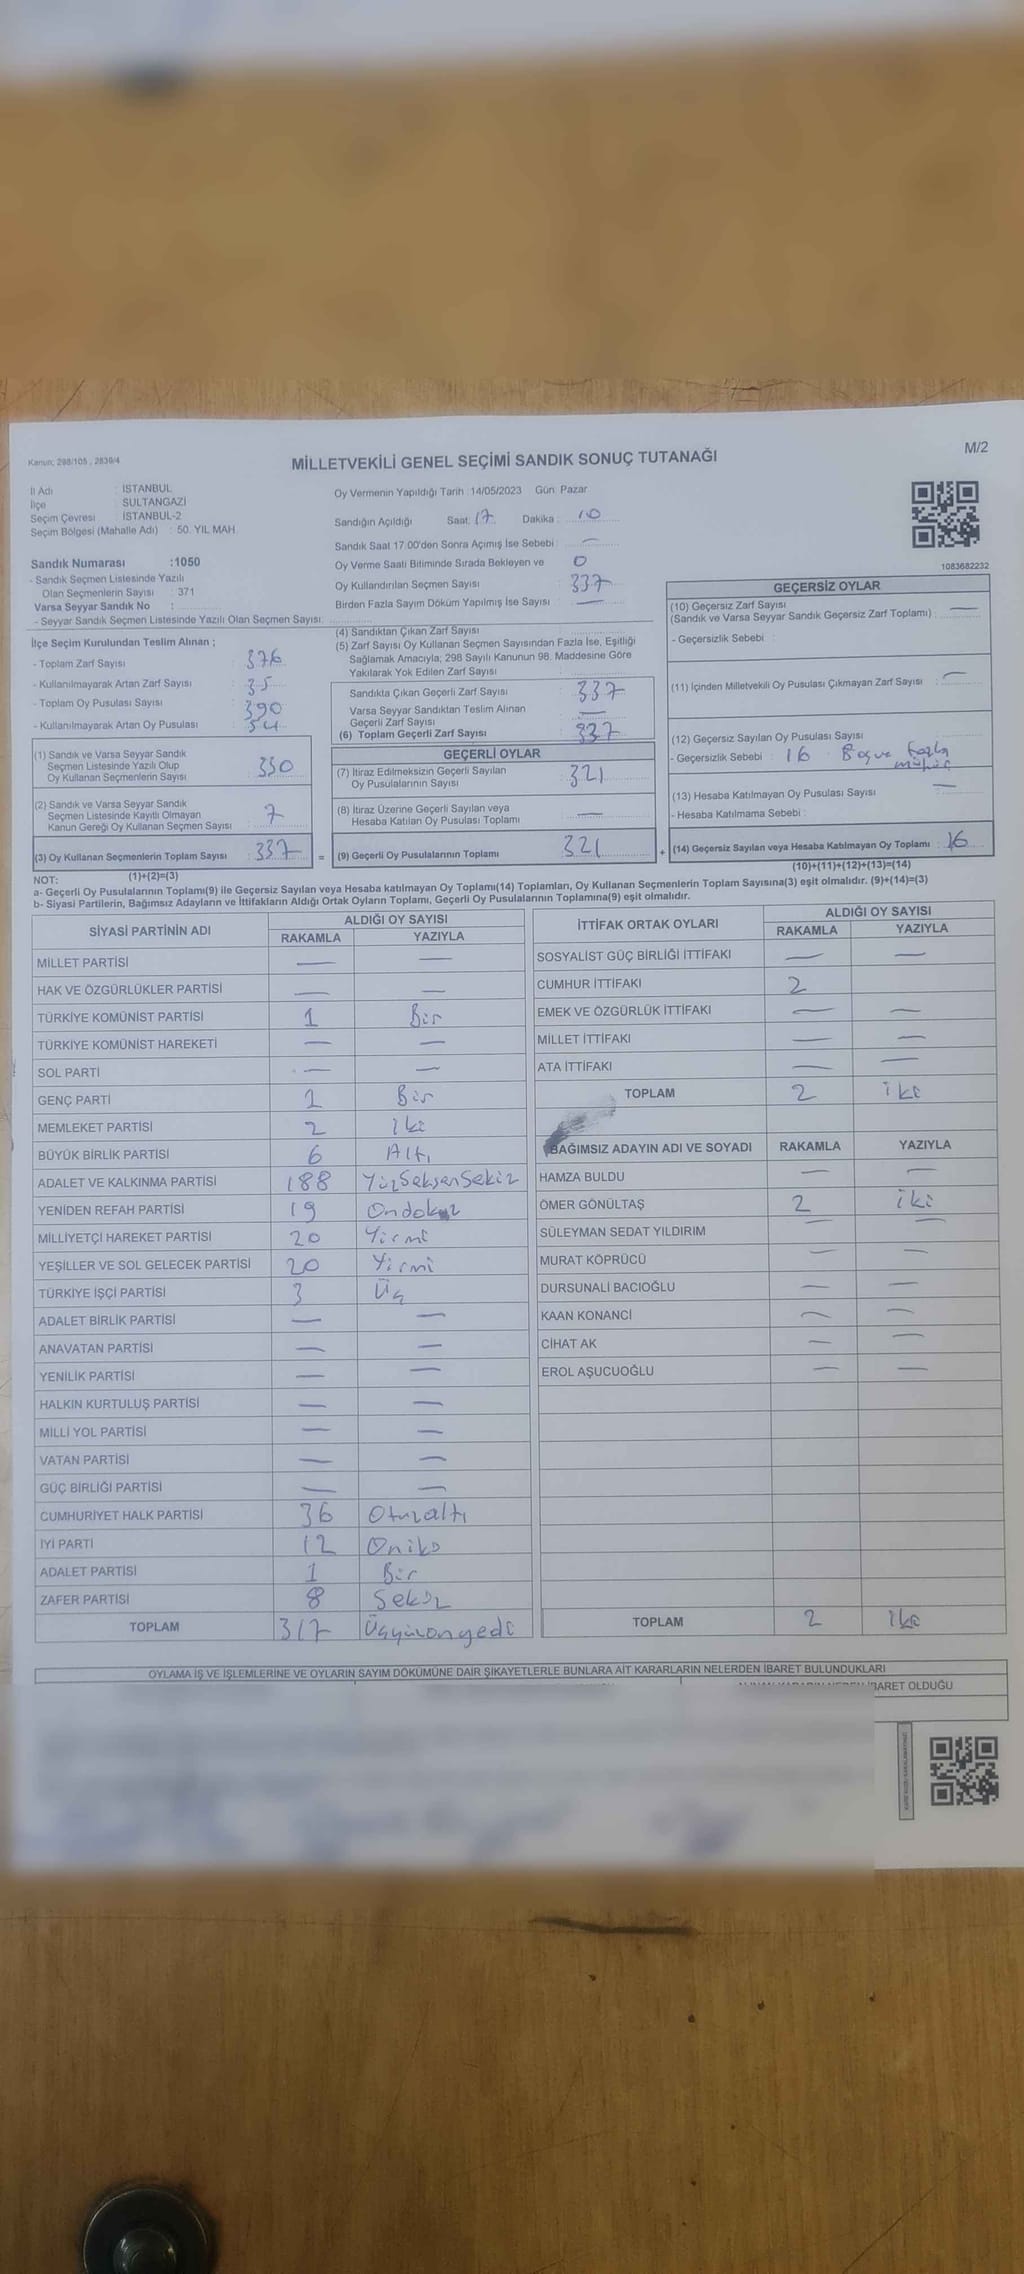 Kanun; 298/105 , 2839/4
MİLLETVEKİLİ GENEL SEÇİMİ SANDIK SONUÇ TUTANAĞI
M/2
İl Adı : İSTANBUL
İlçe SULTANGAZİ
Seçim Çevresi : İSTANBUL-2
Seçim Bölgesi (Mahalle Adı) : 50. YIL MAH
Oy Vermenin Yapıldığı Tarih :14/05/2023 Gün: Pazar
Sandığın Açıldığı Saat: 17 Dakika : 10
Sandık Saat 17.00'den Sonra Açımış İse Sebebi : —
Oy Verme Saati Bitiminde Sırada Bekleyen ve 0
Oy Kullandırılan Seçmen Sayısı 337
Birden Fazla Sayım Döküm Yapılmış İse Sayısı —
1083682232
Sandık Numarası :1050
- Sandık Seçmen Listesinde Yazılı
Olan Seçmenlerin Sayısı : 371
Varsa Seyyar Sandık No :
- Seyyar Sandık Seçmen Listesinde Yazılı Olan Seçmen Sayısı:
İlçe Seçim Kurulundan Teslim Alınan ;
- Toplam Zarf Sayısı : 376
- Kullanılmayarak Artan Zarf Sayısı : 35
- Toplam Oy Pusulası Sayısı : 390
- Kullanılmayarak Artan Oy Pusulası : 54
(1) Sandık ve Varsa Seyyar Sandık
Seçmen Listesinde Yazılı Olup
Oy Kullanan Seçmenlerin Sayısı : 330
(2) Sandık ve Varsa Seyyar Sandık
Seçmen Listesinde Kayıtlı Olmayan
Kanun Gereği Oy Kullanan Seçmen Sayısı : 7
(3) Oy Kullanan Seçmenlerin Toplam Sayısı : 337 =
(1)+(2)=(3)
(4) Sandıktan Çıkan Zarf Sayısı
(5) Zarf Sayısı Oy Kullanan Seçmen Sayısından Fazla İse, Eşitliği
Sağlamak Amacıyla; 298 Sayılı Kanunun 98. Maddesine Göre
Yakılarak Yok Edilen Zarf Sayısı
Sandıkta Çıkan Geçerli Zarf Sayısı : 337
Varsa Seyyar Sandıktan Teslim Alınan
Geçerli Zarf Sayısı —
(6) Toplam Geçerli Zarf Sayısı : 337
GEÇERLİ OYLAR
(7) İtiraz Edilmeksizin Geçerli Sayılan
Oy Pusulalarının Sayısı : 321
(8) İtiraz Üzerine Geçerli Sayılan veya
Hesaba Katılan Oy Pusulası Toplamı : —
(9) Geçerli Oy Pusulalarının Toplamı : 321 +
GEÇERSİZ OYLAR
(10) Geçersiz Zarf Sayısı
(Sandık ve Varsa Seyyar Sandık Geçersiz Zarf Toplamı) : —
- Geçersizlik Sebebi :
(11) İçinden Milletvekili Oy Pusulası Çıkmayan Zarf Sayısı : —
(12) Geçersiz Sayılan Oy Pusulası Sayısı :
- Geçersizlik Sebebi : 16 Boş ve fazla
mühür
(13) Hesaba Katılmayan Oy Pusulası Sayısı —
- Hesaba Katılmama Sebebi :
(14) Geçersiz Sayılan veya Hesaba Katılmayan Oy Toplamı : 16
(10)+(11)+(12)+(13)=(14)
NOT:
a- Geçerli Oy Pusulalarının Toplamı(9) ile Geçersiz Sayılan veya Hesaba katılmayan Oy Toplamı(14) Toplamları, Oy Kullanan Seçmenlerin Toplam Sayısına(3) eşit olmalıdır. (9)+(14)=(3)
b- Siyasi Partilerin, Bağımsız Adayların ve İttifakların Aldığı Ortak Oyların Toplamı, Geçerli Oy Pusulalarının Toplamına(9) eşit olmalıdır.
SİYASİ PARTİNİN ADI ALDIĞI OY SAYISI
RAKAMLA YAZIYLA
MİLLET PARTİSİ — —
HAK VE ÖZGÜRLÜKLER PARTİSİ — —
TÜRKİYE KOMÜNİST PARTİSİ 1 Bir
TÜRKİYE KOMÜNİST HAREKETİ — —
SOL PARTİ — —
GENÇ PARTİ 1 Bir
MEMLEKET PARTİSİ 2 iki
BÜYÜK BİRLİK PARTİSİ 6 Altı
ADALET VE KALKINMA PARTİSİ 188 YüzSeksenSekiz
YENİDEN REFAH PARTİSİ 19 Ondokuz
MİLLİYETÇİ HAREKET PARTİSİ 20 Yirmi
YEŞİLLER VE SOL GELECEK PARTİSİ 20 Yirmi
TÜRKİYE İŞÇİ PARTİSİ 3 Üç
ADALET BİRLİK PARTİSİ — —
ANAVATAN PARTİSİ — —
YENİLİK PARTİSİ — —
HALKIN KURTULUŞ PARTİSİ — —
MİLLİ YOL PARTİSİ — —
VATAN PARTİSİ — —
GÜÇ BİRLİĞİ PARTİSİ — —
CUMHURİYET HALK PARTİSİ 36 Otuzaltı
İYİ PARTİ 12 Oniki
ADALET PARTİSİ 1 Bir
ZAFER PARTİSİ 8 Sekiz
TOPLAM 317 Üçyüzonyedi
İTTİFAK ORTAK OYLARI ALDIĞI OY SAYISI
RAKAMLA YAZIYLA
SOSYALİST GÜÇ BİRLİĞİ İTTİFAKI — —
CUMHUR İTTİFAKI 2
EMEK VE ÖZGÜRLÜK İTTİFAKI — —
MİLLET İTTİFAKI — —
ATA İTTİFAKI — —
TOPLAM 2 iki
BAĞIMSIZ ADAYIN ADI VE SOYADI RAKAMLA YAZIYLA
HAMZA BULDU — —
ÖMER GÖNÜLTAŞ 2 iki
SÜLEYMAN SEDAT YILDIRIM — —
MURAT KÖPRÜCÜ — —
DURSUNALİ BACIOĞLU — —
KAAN KONANCİ — —
CİHAT AK — —
EROL AŞUCUOĞLU — —
TOPLAM 2 iki
OYLAMA İŞ VE İŞLEMLERİNE VE OYLARIN SAYIM DÖKÜMÜNE DAİR ŞİKAYETLERLE BUNLARA AİT KARARLARIN NELERDEN İBARET BULUNDUKLARI
İBARET OLDUĞU